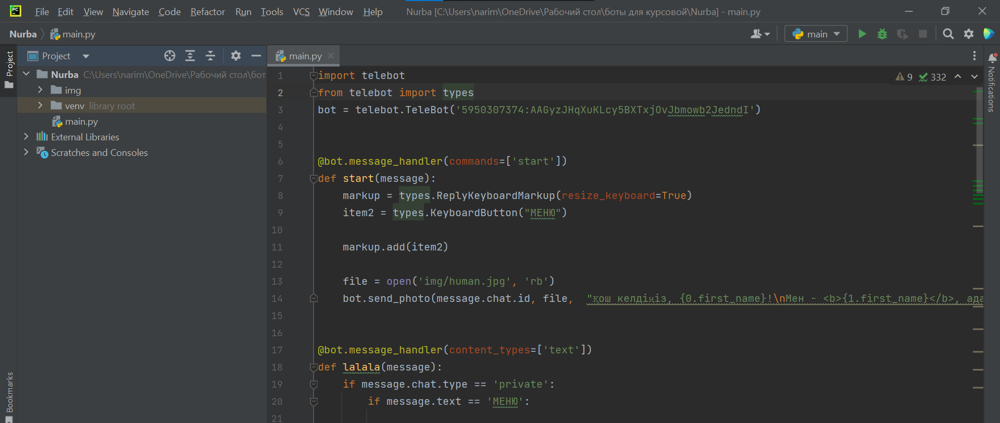 File Edit View Navigate Code Refactor Run Tools VCS Window Help Nurba [C:\Users\narim\OneDrive\Рабочий стол\боты для курсовой\Nurba] - main.py
Nurba main.py main
Project main.py
Project
Nurba C:\Users\narim\OneDrive\Рабочий стол\бот
img
venv library root
main.py
External Libraries
Scratches and Consoles
Bookmarks
9 332
Notifications
1 import telebot
2 from telebot import types
3 bot = telebot.TeleBot('5950307374:AAGyzJHqXuKLcy5BXTxjOvJbmowb2JedndI')
4
5
6 @bot.message_handler(commands=['start'])
7 def start(message):
8 markup = types.ReplyKeyboardMarkup(resize_keyboard=True)
9 item2 = types.KeyboardButton("МЕНЮ")
10
11 markup.add(item2)
12
13 file = open('img/human.jpg', 'rb')
14 bot.send_photo(message.chat.id, file, "қош келдіңіз, {0.first_name}!\nМен - <b>{1.first_name}</b>, ада
15
16
17 @bot.message_handler(content_types=['text'])
18 def lalala(message):
19 if message.chat.type == 'private':
20 if message.text == 'МЕНЮ':
21